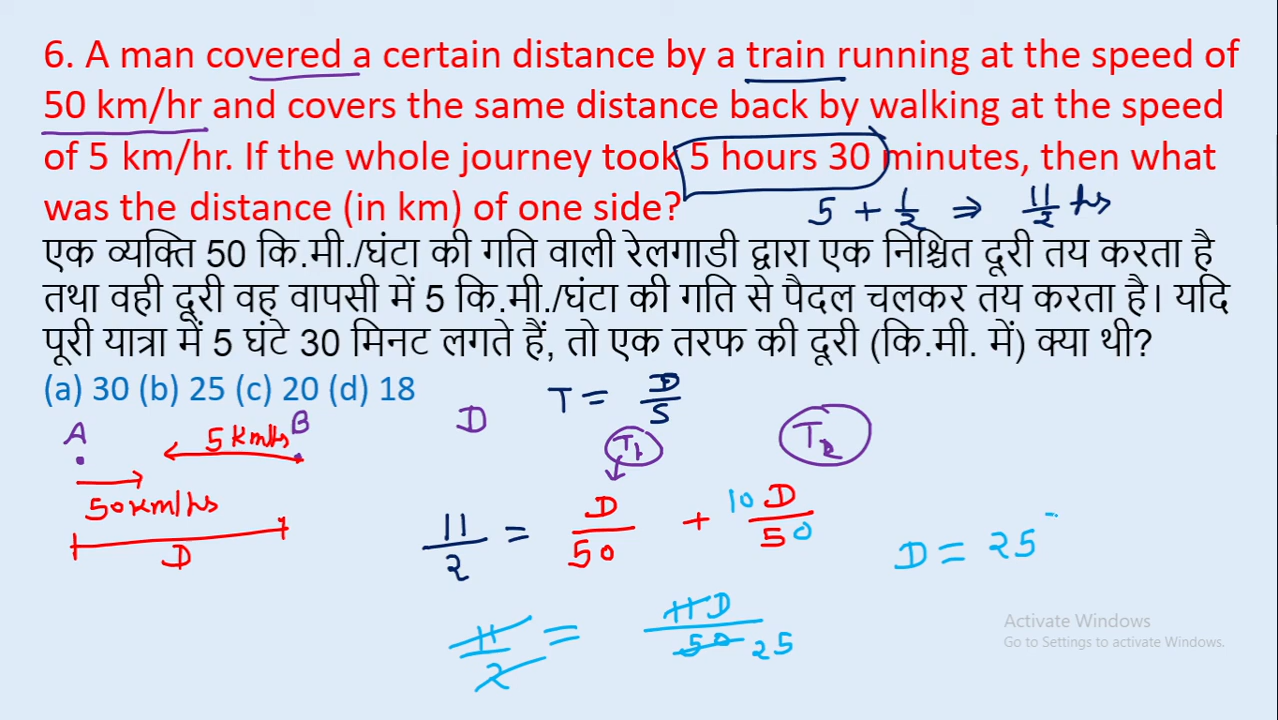 6. A man covered a certain distance by a train running at the speed of
50 km/hr and covers the same distance back by walking at the speed
of 5 km/hr. If the whole journey took 5 hours 30 minutes, then what
was the distance (in km) of one side?
5 + 1/2 ⇒ 11/2 hrs
एक व्यक्ति 50 कि.मी./घंटा की गति वाली रेलगाडी द्वारा एक निश्चित दूरी तय करता है
तथा वही दूरी वह वापसी में 5 कि.मी./घंटा की गति से पैदल चलकर तय करता है। यदि
पूरी यात्रा में 5 घंटे 30 मिनट लगते हैं, तो एक तरफ की दूरी (कि.मी. में) क्या थी?
(a) 30 (b) 25 (c) 20 (d) 18
T = D/S
A B D T1 T2
5 km/hs
50 km/hs
D
11/2 = D/50 + 10D/50
D = 25
11/2 = 11D/50 25
Activate Windows
Go to Settings to activate Windows.